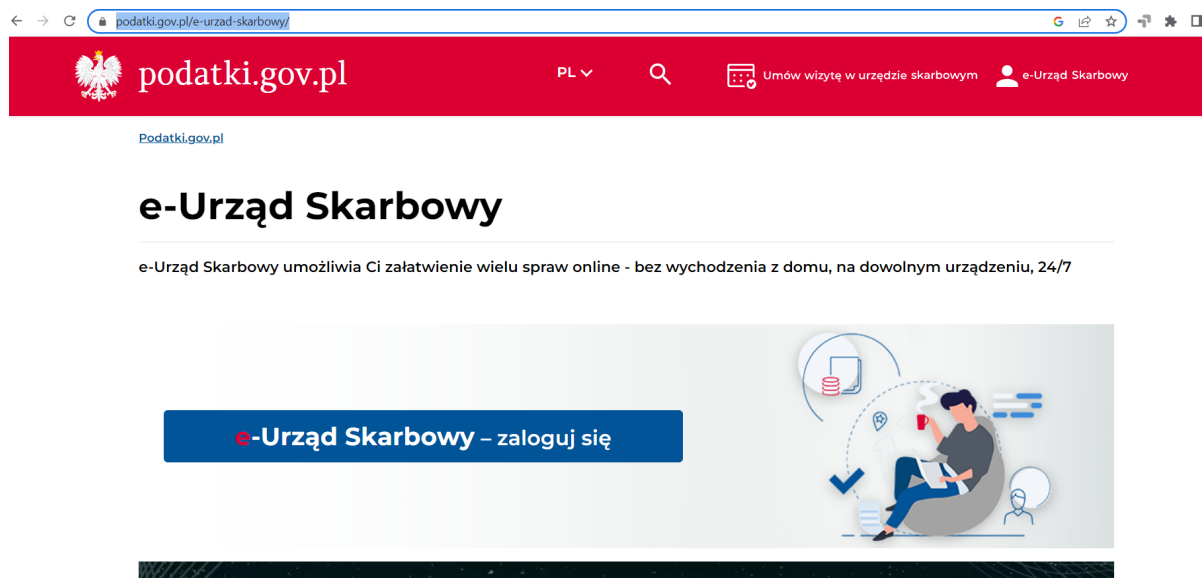 podatki.gov.pl/e-urzad-skarbowy/
podatki.gov.pl
PL
Umów wizytę w urzędzie skarbowym
e-Urząd Skarbowy
Podatki.gov.pl
e-Urząd Skarbowy
e-Urząd Skarbowy umożliwia Ci załatwienie wielu spraw online - bez wychodzenia z domu, na dowolnym urządzeniu, 24/7
e-Urząd Skarbowy – zaloguj się